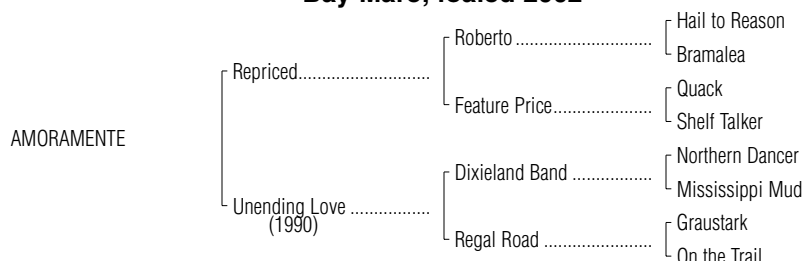 Bay Mare; foaled 2002
Hail to Reason
Roberto ..............................
Bramalea
Repriced.............................
Quack
Feature Price......................
Shelf Talker
AMORAMENTE
Northern Dancer
Dixieland Band .................
Mississippi Mud
Unending Love .................
(1990)
Graustark
Regal Road .......................
On the Trail